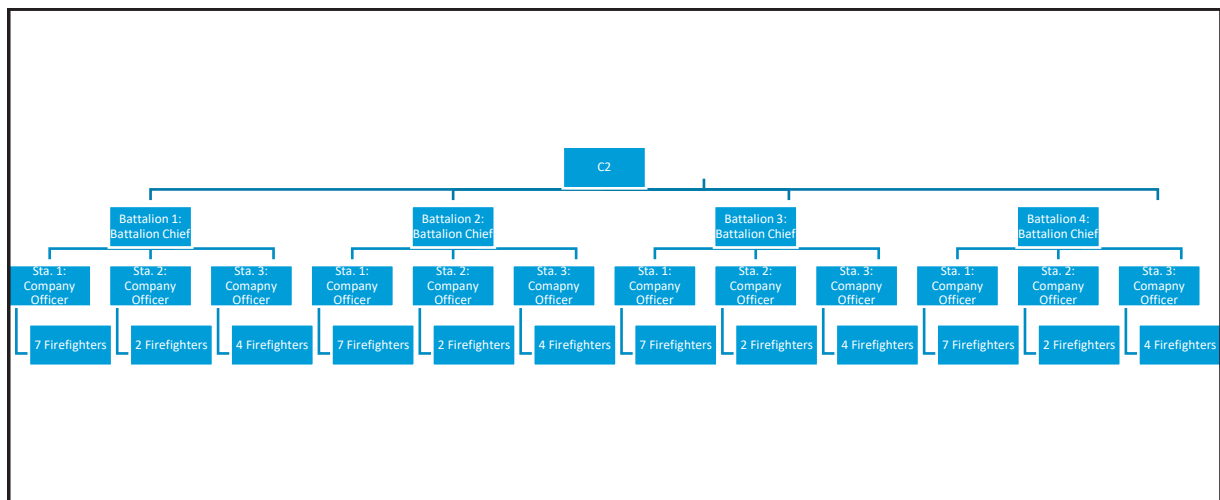 C2
Battalion 1:
Battalion Chief
Battalion 2:
Battalion Chief
Battalion 3:
Battalion Chief
Battalion 4:
Battalion Chief
Sta. 1:
Company
Officer
Sta. 2:
Company
Officer
Sta. 3:
Comapny
Officer
Sta. 1:
Company
Officer
Sta. 2:
Company
Officer
Sta. 3:
Comapny
Officer
Sta. 1:
Company
Officer
Sta. 2:
Company
Officer
Sta. 3:
Comapny
Officer
Sta. 1:
Company
Officer
Sta. 2:
Company
Officer
Sta. 3:
Comapny
Officer
7 Firefighters
2 Firefighters
4 Firefighters
7 Firefighters
2 Firefighters
4 Firefighters
7 Firefighters
2 Firefighters
4 Firefighters
7 Firefighters
2 Firefighters
4 Firefighters